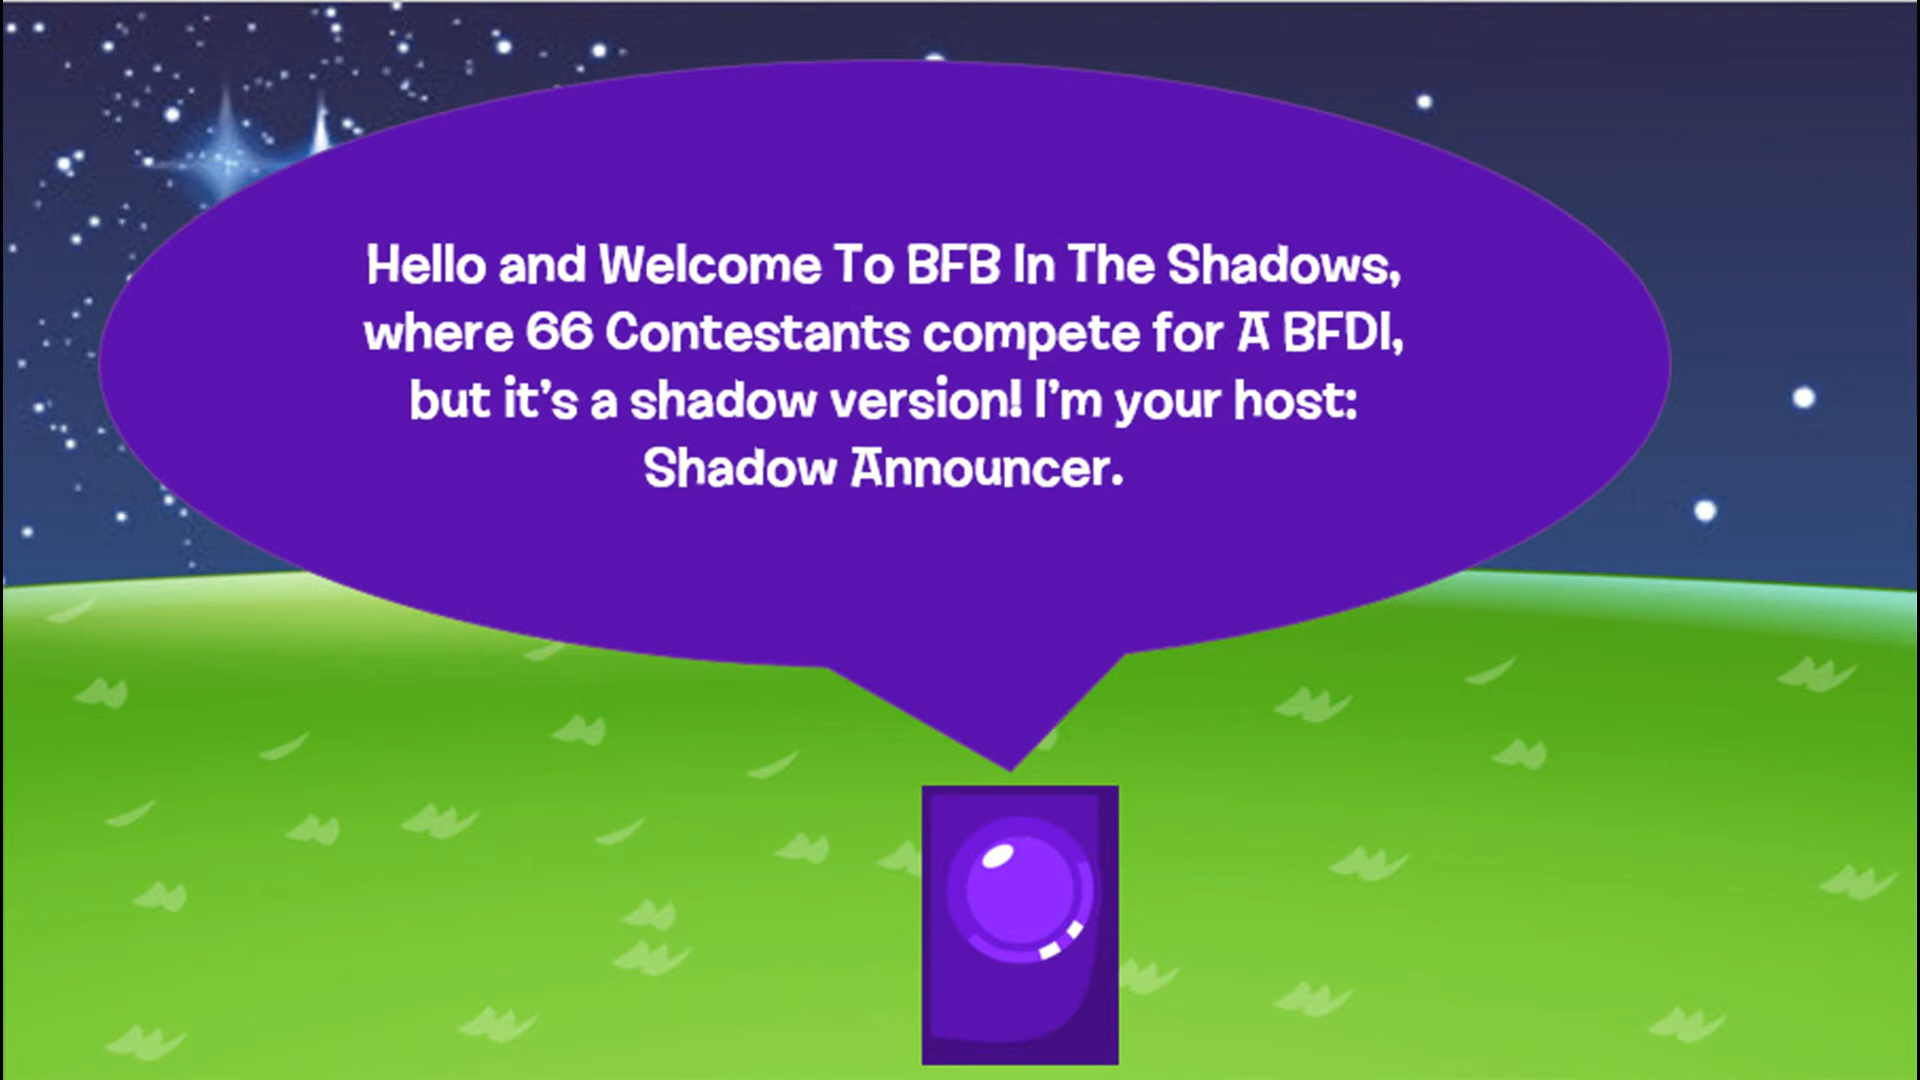 Hello and Welcome To BFB In The Shadows,
where 66 Contestants compete for A BFDI,
but it's a shadow version! I'm your host:
Shadow Announcer.